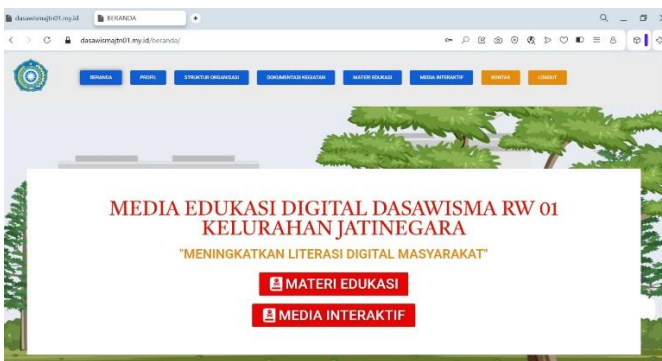 dasawismajtn01.my.id
BERANDA
dasawismajtn01.my.id/beranda/
BERANDA PROFIL STRUKTUR ORGANISASI DOKUMENTASI KEGIATAN MATERI EDUKASI MEDIA INTERAKTIF KONTAK LOGOUT
MEDIA EDUKASI DIGITAL DASAWISMA RW 01
KELURAHAN JATINEGARA
"MENINGKATKAN LITERASI DIGITAL MASYARAKAT"
MATERI EDUKASI
MEDIA INTERAKTIF